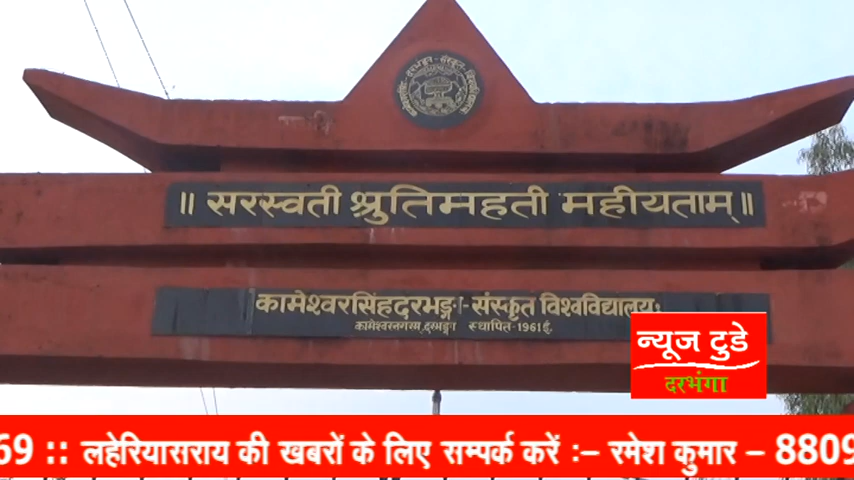 ॥ सरस्वती श्रुतिमहती महीयताम् ॥
कामेश्वरसिंहदरभङ्गा-संस्कृत विश्वविद्यालय:
कामेश्वरनगरम्, दरभङ्गा स्थापित-1961 ई.
न्यूज टुडे
दरभंगा
69 :: लहेरियासराय की खबरों के लिए सम्पर्क करें :– रमेश कुमार – 8809